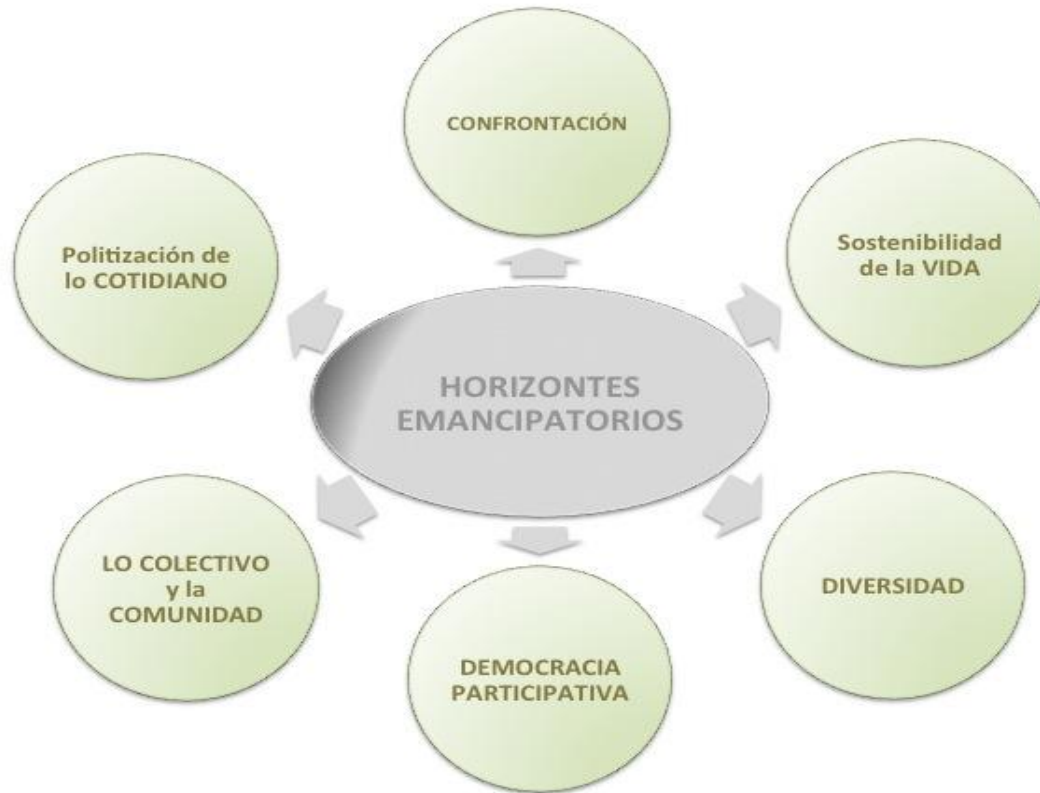 CONFRONTACIÓN
Politización de
lo COTIDIANO
Sostenibilidad
de la VIDA
HORIZONTES
EMANCIPATORIOS
LO COLECTIVO
y la
COMUNIDAD
DIVERSIDAD
DEMOCRACIA
PARTICIPATIVA